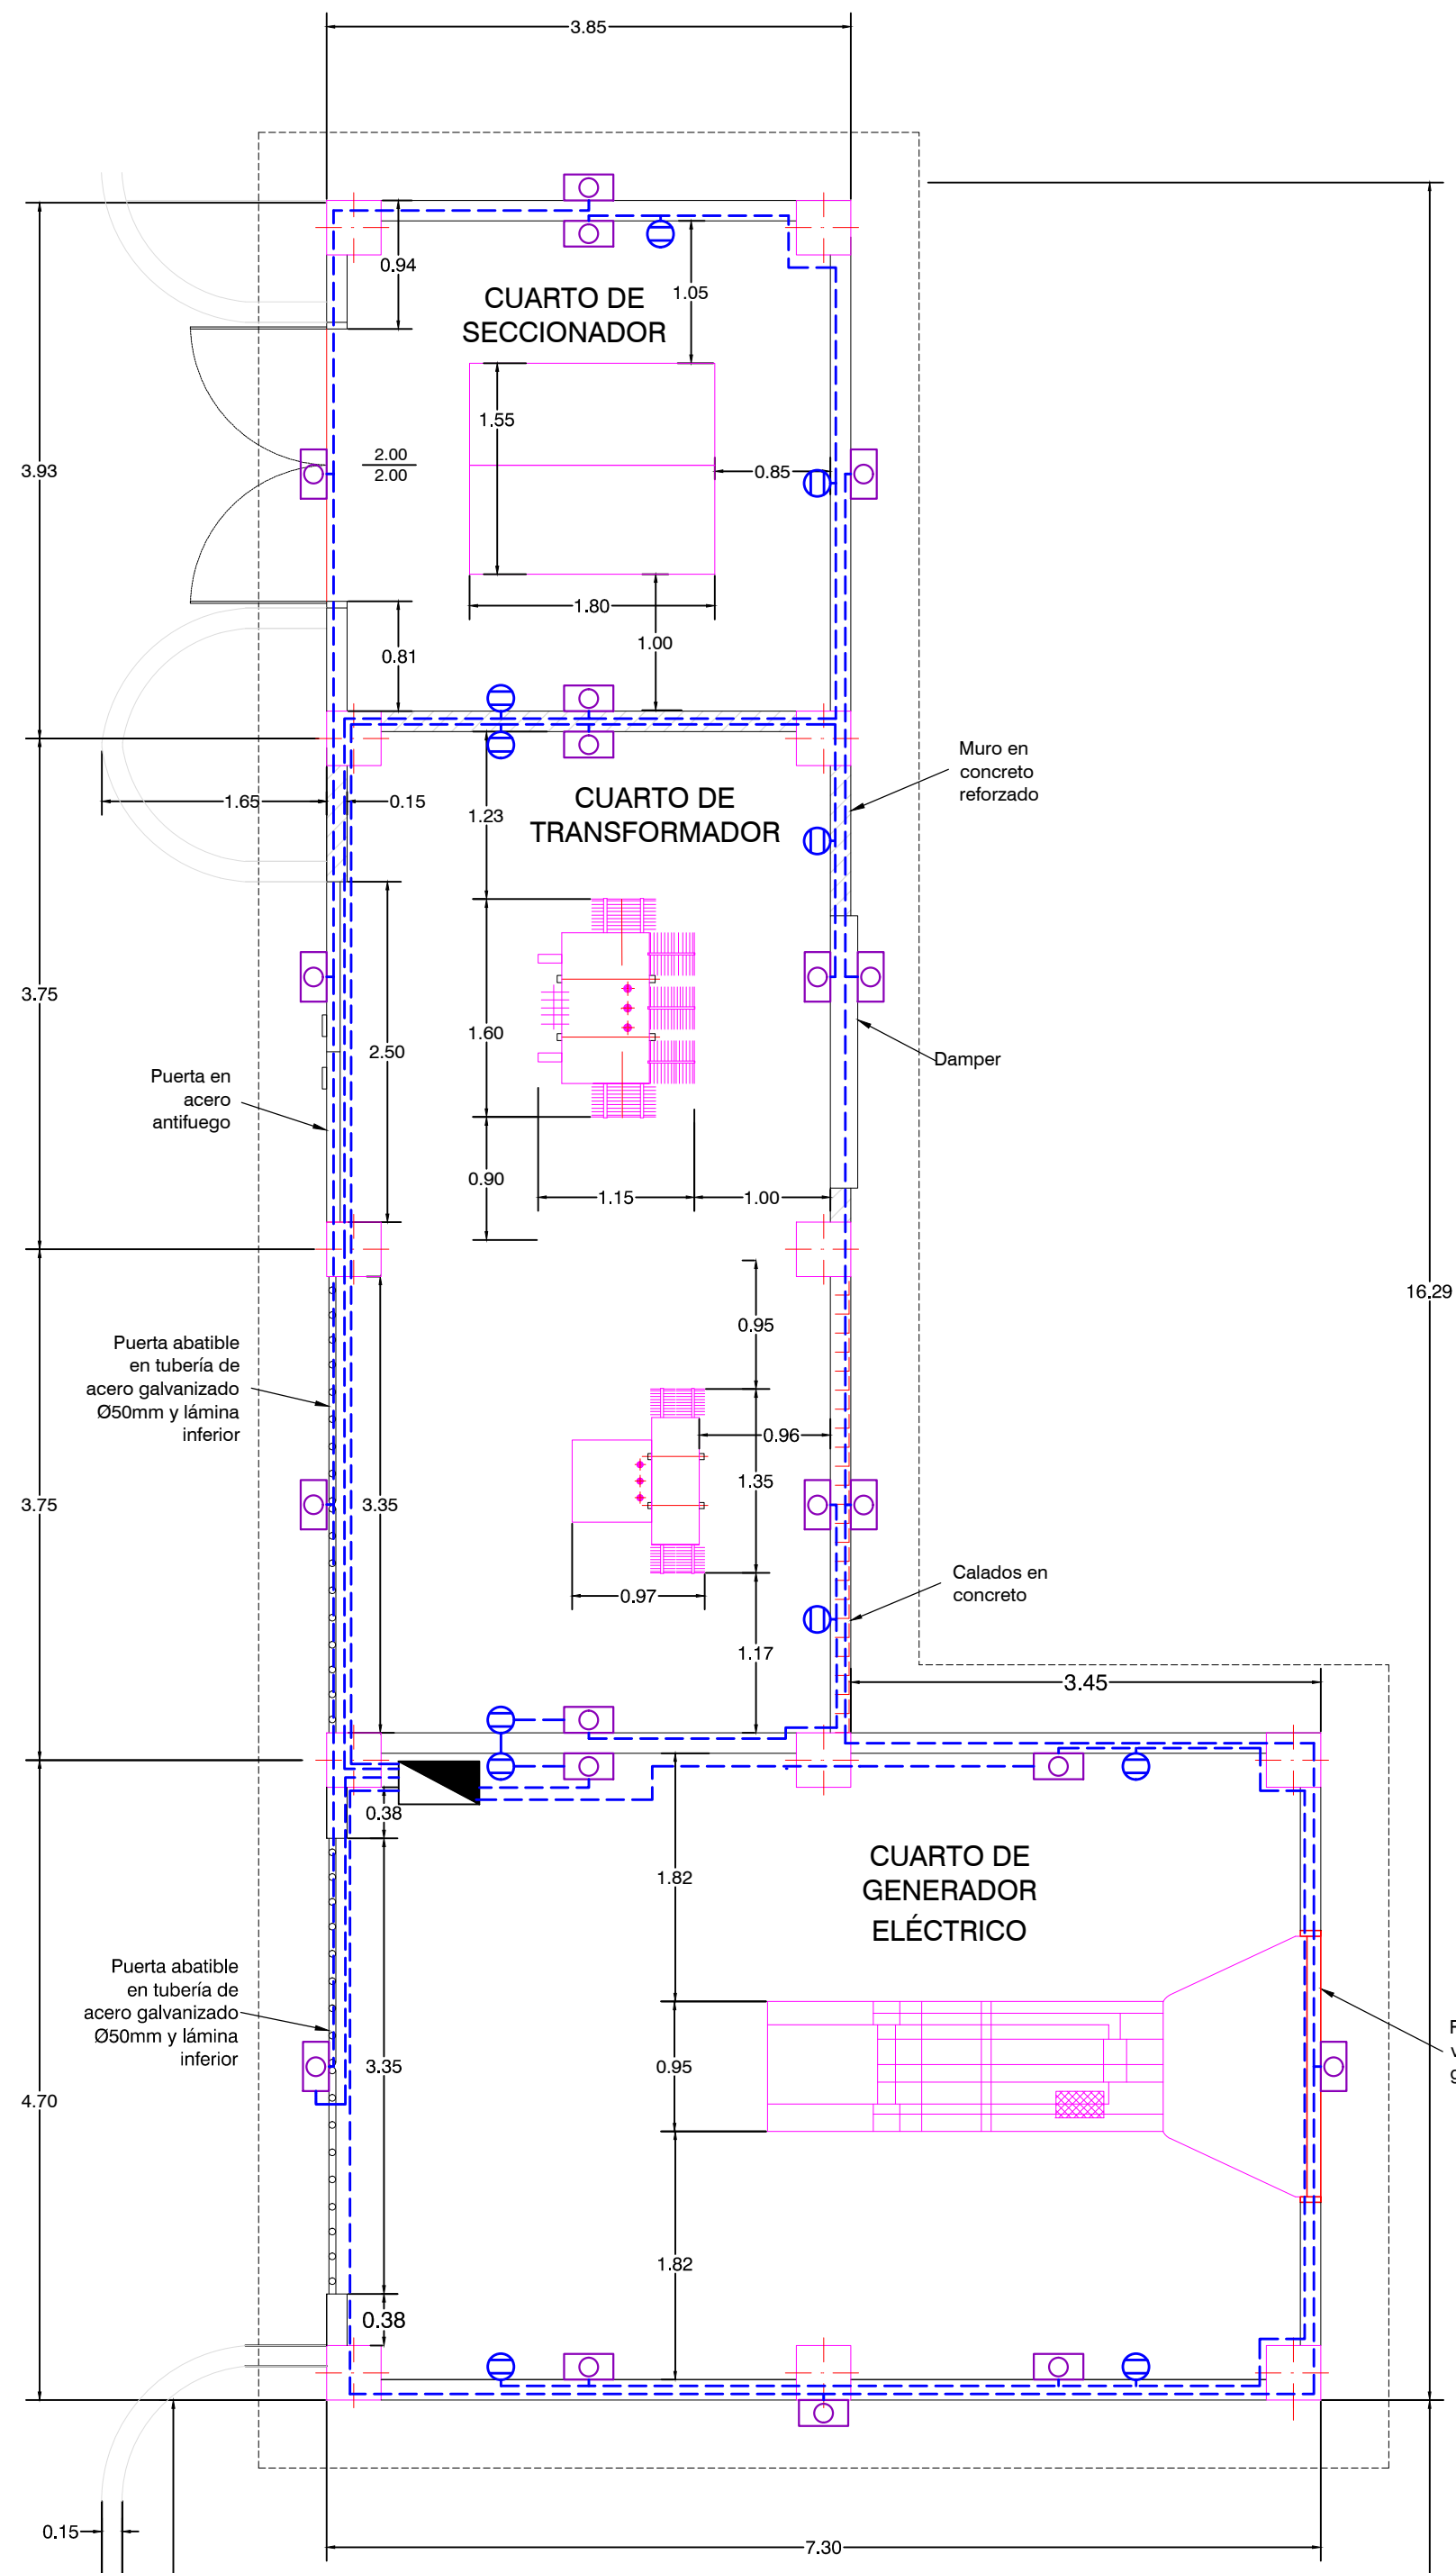 3.85
0.94
CUARTO DE
SECCIONADOR
1.05
1.55
3.93
2.00
2.00
0.85
1.80
1.00
0.81
Muro en
concreto
reforzado
1.65
0.15
CUARTO DE
TRANSFORMADOR
1.23
3.75
1.60
2.50
Damper
Puerta en
acero
antifuego
0.90
1.15
1.00
16.29
0.95
Puerta abatible
en tubería de
acero galvanizado
Ø50mm y lámina
inferior
0.96
1.35
3.75
3.35
Calados en
concreto
0.97
1.17
3.45
0.38
CUARTO DE
GENERADOR
ELÉCTRICO
1.82
Puerta abatible
en tubería de
acero galvanizado
Ø50mm y lámina
inferior
3.35
0.95
4.70
1.82
0.38
0.15
7.30